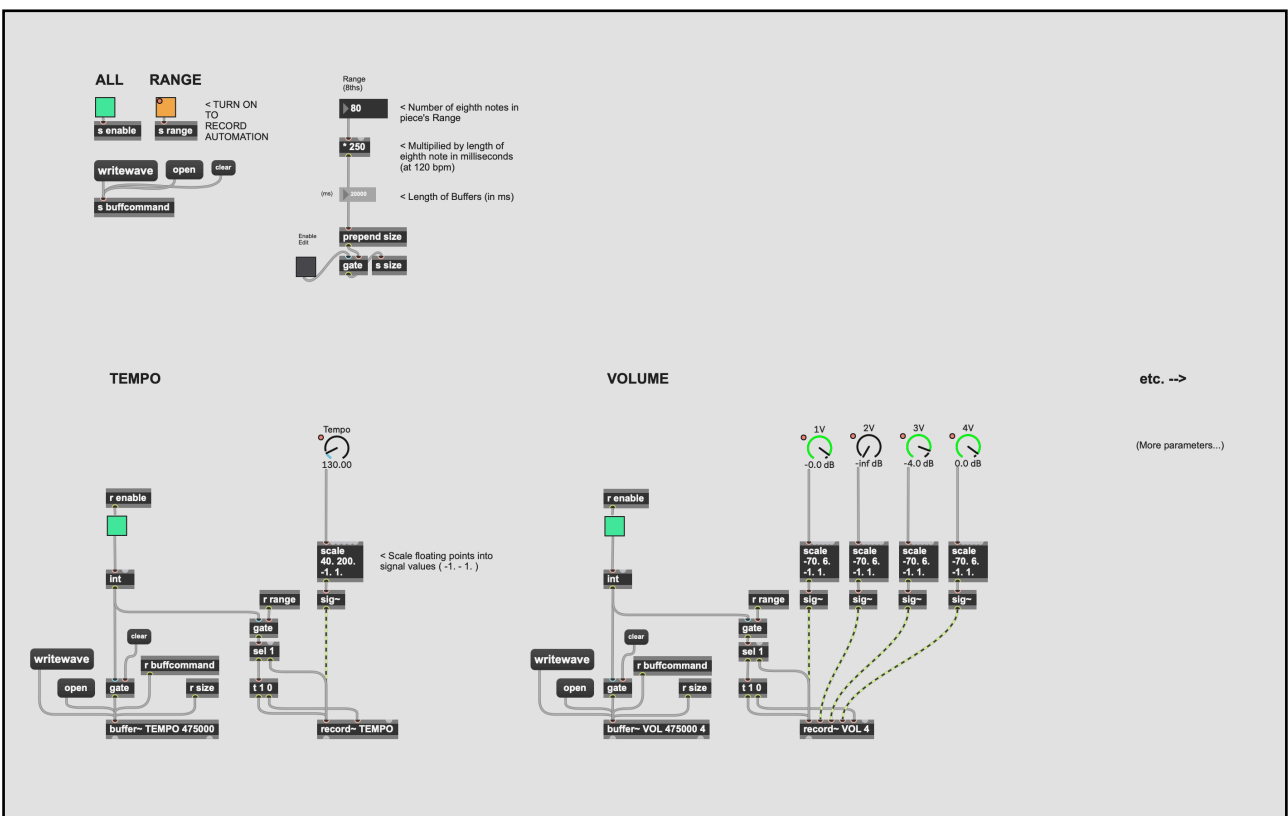 ALL
RANGE
< TURN ON
TO
RECORD
AUTOMATION
s enable
s range
writewave
open
clear
s buffcommand
Range
(8ths)
80
< Number of eighth notes in
piece's Range
* 250
< Multipilied by length of
eighth note in milliseconds
(at 120 bpm)
(ms)
20000
< Length of Buffers (in ms)
prepend size
Enable
Edit
gate
s size
TEMPO
Tempo
130.00
r enable
scale
40. 200.
-1. 1.
< Scale floating points into
signal values ( -1. - 1. )
int
r range
sig~
gate
clear
sel 1
writewave
r buffcommand
open
gate
r size
t 1 0
buffer~ TEMPO 475000
record~ TEMPO
VOLUME
1V
2V
3V
4V
-0.0 dB
-inf dB
-4.0 dB
0.0 dB
r enable
scale
-70. 6.
-1. 1.
scale
-70. 6.
-1. 1.
scale
-70. 6.
-1. 1.
scale
-70. 6.
-1. 1.
int
r range
sig~
sig~
sig~
sig~
gate
clear
sel 1
writewave
r buffcommand
open
gate
r size
t 1 0
buffer~ VOL 475000 4
record~ VOL 4
etc. -->
(More parameters...)